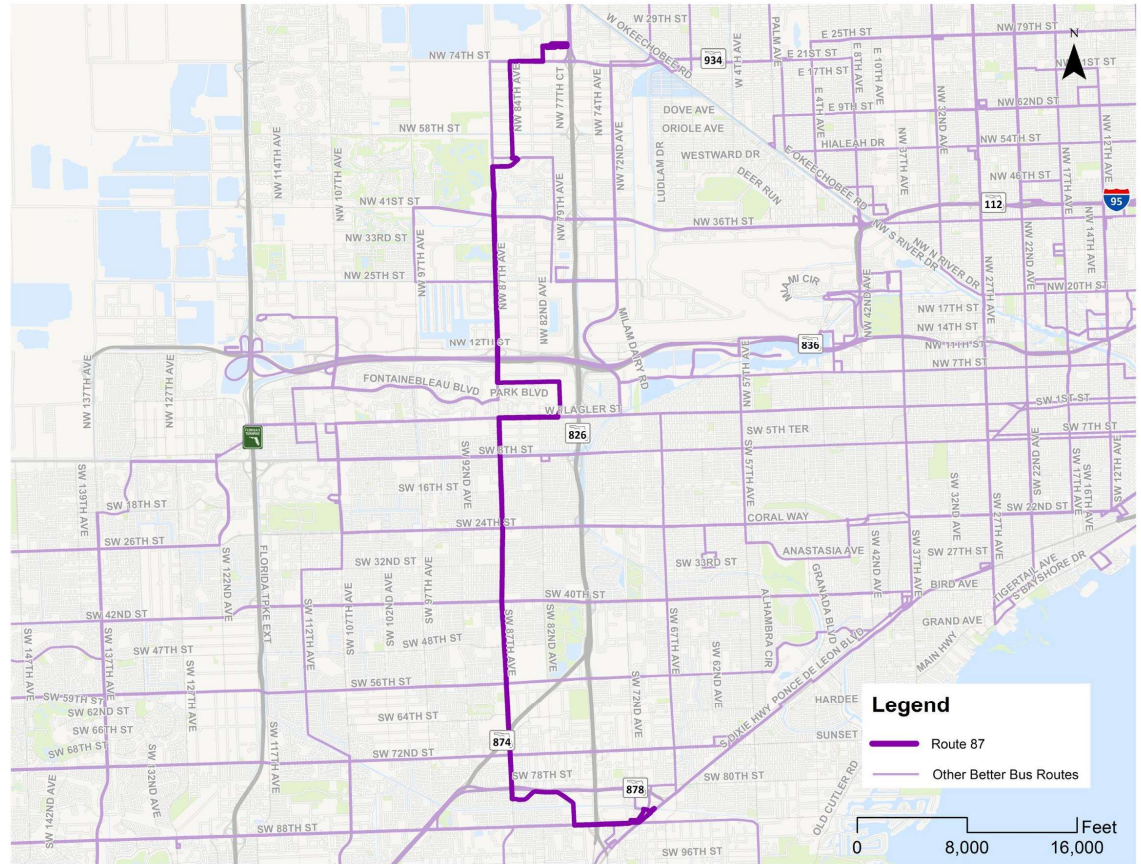 W 29TH ST
PALM AVE
E 25TH ST
NW 79TH ST
N
NW 74TH ST
W OKEECHOBEE RD
934
W 4TH AVE
E 21ST ST
E 8TH AVE
E 10TH AVE
E 17TH ST
NW 84TH AVE
NW 77TH CT
NW 74TH AVE
DOVE AVE
E 4TH AVE
E 9TH ST
NW 32ND AVE
NW 62ND ST
NW 12TH AVE
NW 58TH ST
ORIOLE AVE
HIALEAH DR
NW 54TH ST
NW 114TH AVE
NW 107TH AVE
NW 72ND AVE
LUDLAM DR
WESTWARD DR
E OKEECHOBEE RD
NW 37TH AVE
NW 46TH ST
NW 17TH AVE
DEER RUN
NW 41ST ST
NW 79TH AVE
112
95
NW 36TH ST
NW 33RD ST
NW 97TH AVE
NW 87TH AVE
NW S RIVER DR
NW N RIVER DR
NW 22ND AVE
NW 14TH AVE
NW 25TH ST
NW 82ND AVE
MI CIR
NW 42ND AVE
NW 27TH AVE
NW 20TH ST
NW 17TH ST
MILAM DAIRY RD
NW 14TH ST
NW 137TH AVE
NW 127TH AVE
NW 12TH ST
836
NW 11TH ST
NW 57TH AVE
NW 7TH ST
FONTAINEBLEAU BLVD
PARK BLVD
W FLAGLER ST
SW 1ST ST
826
SW 5TH TER
SW 7TH ST
SW 8TH ST
SW 139TH AVE
SW 92ND AVE
SW 57TH AVE
SW 22ND AVE
SW 17TH AVE
SW 16TH AVE
SW 12TH AVE
SW 16TH ST
SW 18TH ST
SW 32ND AVE
SW 24TH ST
CORAL WAY
SW 22ND ST
SW 26TH ST
SW 122ND AVE
FLORIDA TPKE EXT
SW 32ND ST
SW 97TH AVE
SW 33RD ST
ANASTASIA AVE
SW 42ND AVE
SW 37TH AVE
SW 27TH ST
SW 27TH AVE
TIGERTAIL AVE
S BAYSHORE DR
SW 112TH AVE
SW 107TH AVE
SW 102ND AVE
BIRD AVE
SW 42ND ST
SW 40TH ST
ALHAMBRA CIR
GRANADA BLVD
GRAND AVE
SW 147TH AVE
SW 137TH AVE
SW 47TH ST
SW 48TH ST
SW 87TH AVE
SW 82ND AVE
SW 67TH AVE
SW 62ND AVE
PONCE DE LEON BLVD
MAIN HWY
SW 127TH AVE
SW 56TH ST
SW 59TH ST
SW 62ND ST
SW 64TH ST
SW 72ND AVE
S DIXIE HWY
HARDEE
SW 66TH ST
SW 117TH AVE
SUNSET
SW 68TH ST
874
SW 72ND ST
SW 132ND AVE
SW 78TH ST
SW 80TH ST
878
OLD CUTLER RD
SW 142ND AVE
SW 88TH ST
SW 96TH ST
Legend
Route 87
Other Better Bus Routes
Feet
0 8,000 16,000